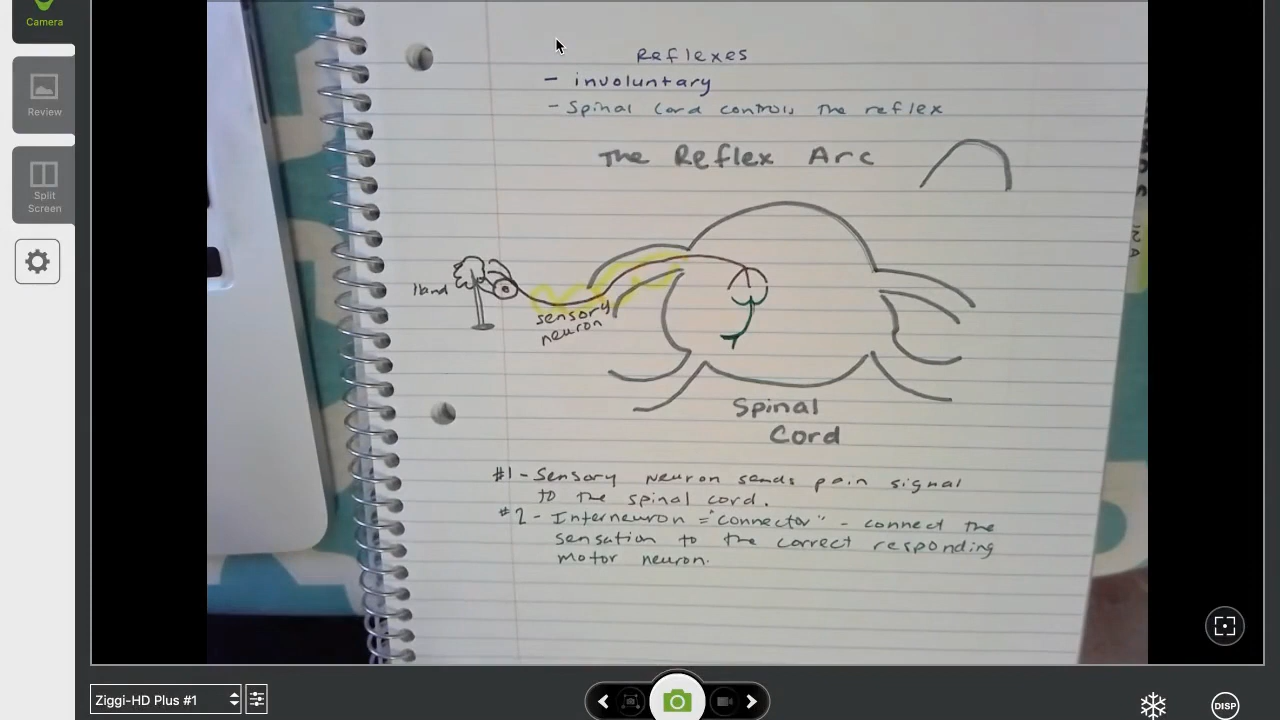 Camera
Review
Split
Screen
Reflexes
- involuntary
- Spinal Cord controls the reflex
The Reflex Arc
Hand
sensory
neuron
Spinal
Cord
#1 - Sensory Neuron sends pain signal
to the spinal cord.
#2 - Interneuron = "connector" - connect the
sensation to the correct responding
motor neuron.
Ziggi-HD Plus #1
DISP